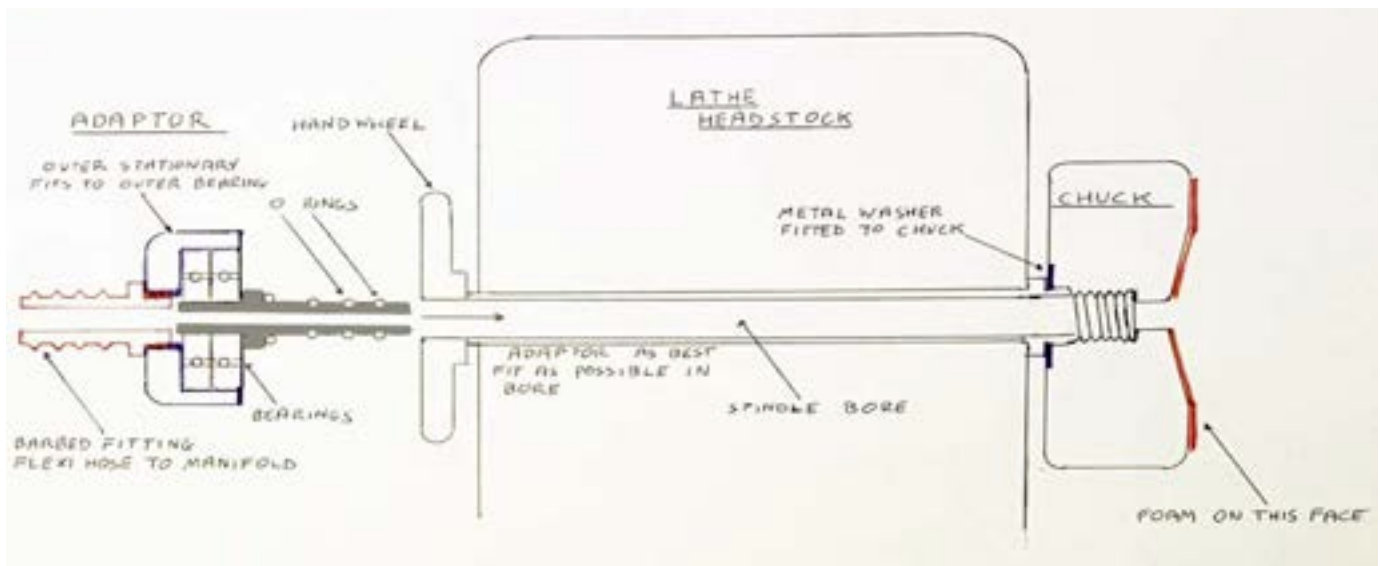 LATHE
HEADSTOCK
ADAPTOR
HANDWHEEL
OUTER STATIONARY
FITS TO OUTER BEARING
O RINGS
METAL WASHER
FITTED TO CHUCK
CHUCK
ADAPTOR AS BEST
FIT AS POSSIBLE IN
BORE
SPINDLE BORE
BEARINGS
BARBED FITTING
FLEXI HOSE TO MANIFOLD
FOAM ON THIS FACE